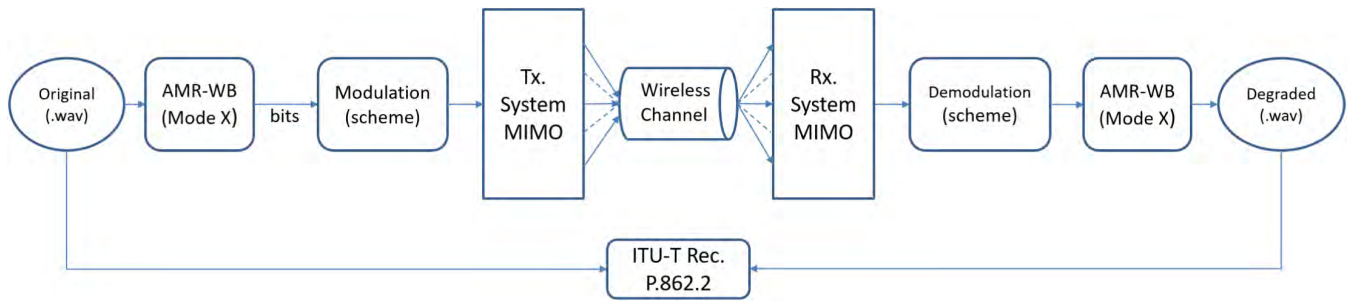 Original
(.wav)
AMR-WB
(Mode X)
bits
Modulation
(scheme)
Tx.
System
MIMO
Wireless
Channel
Rx.
System
MIMO
Demodulation
(scheme)
AMR-WB
(Mode X)
Degraded
(.wav)
ITU-T Rec.
P.862.2